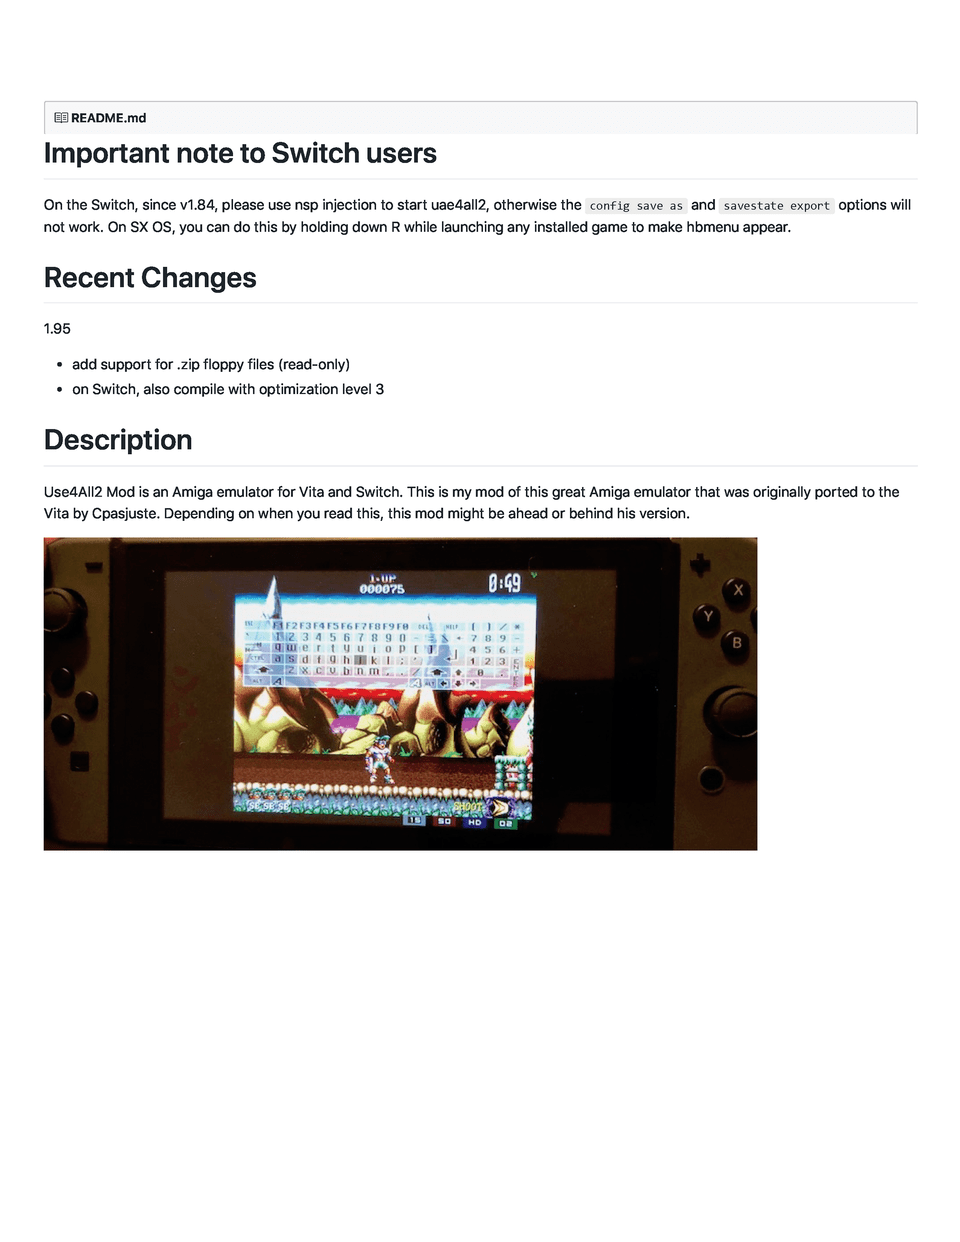 README.md
Important note to Switch users
On the Switch, since v1.84, please use nsp injection to start uae4all2, otherwise the config save as and savestate export options will
not work. On SX OS, you can do this by holding down R while launching any installed game to make hbmenu appear.
Recent Changes
1.95
• add support for .zip floppy files (read-only)
• on Switch, also compile with optimization level 3
Description
Use4All2 Mod is an Amiga emulator for Vita and Switch. This is my mod of this great Amiga emulator that was originally ported to the
Vita by Cpasjuste. Depending on when you read this, this mod might be ahead or behind his version.
1-UP
000075
0:49
F1 F2 F3 F4 F5 F6 F7 F8 F9 F0 DEL HELP ( ) / *
1 2 3 4 5 6 7 8 9 0 - \ 7 8 9 -
q w e r t y u i o p [ ] 4 5 6 +
a s d f g h j k l ; ' 1 2 3
z x c v b n m , . / 0 .
SHOOT
50 HD 02
X
Y
B